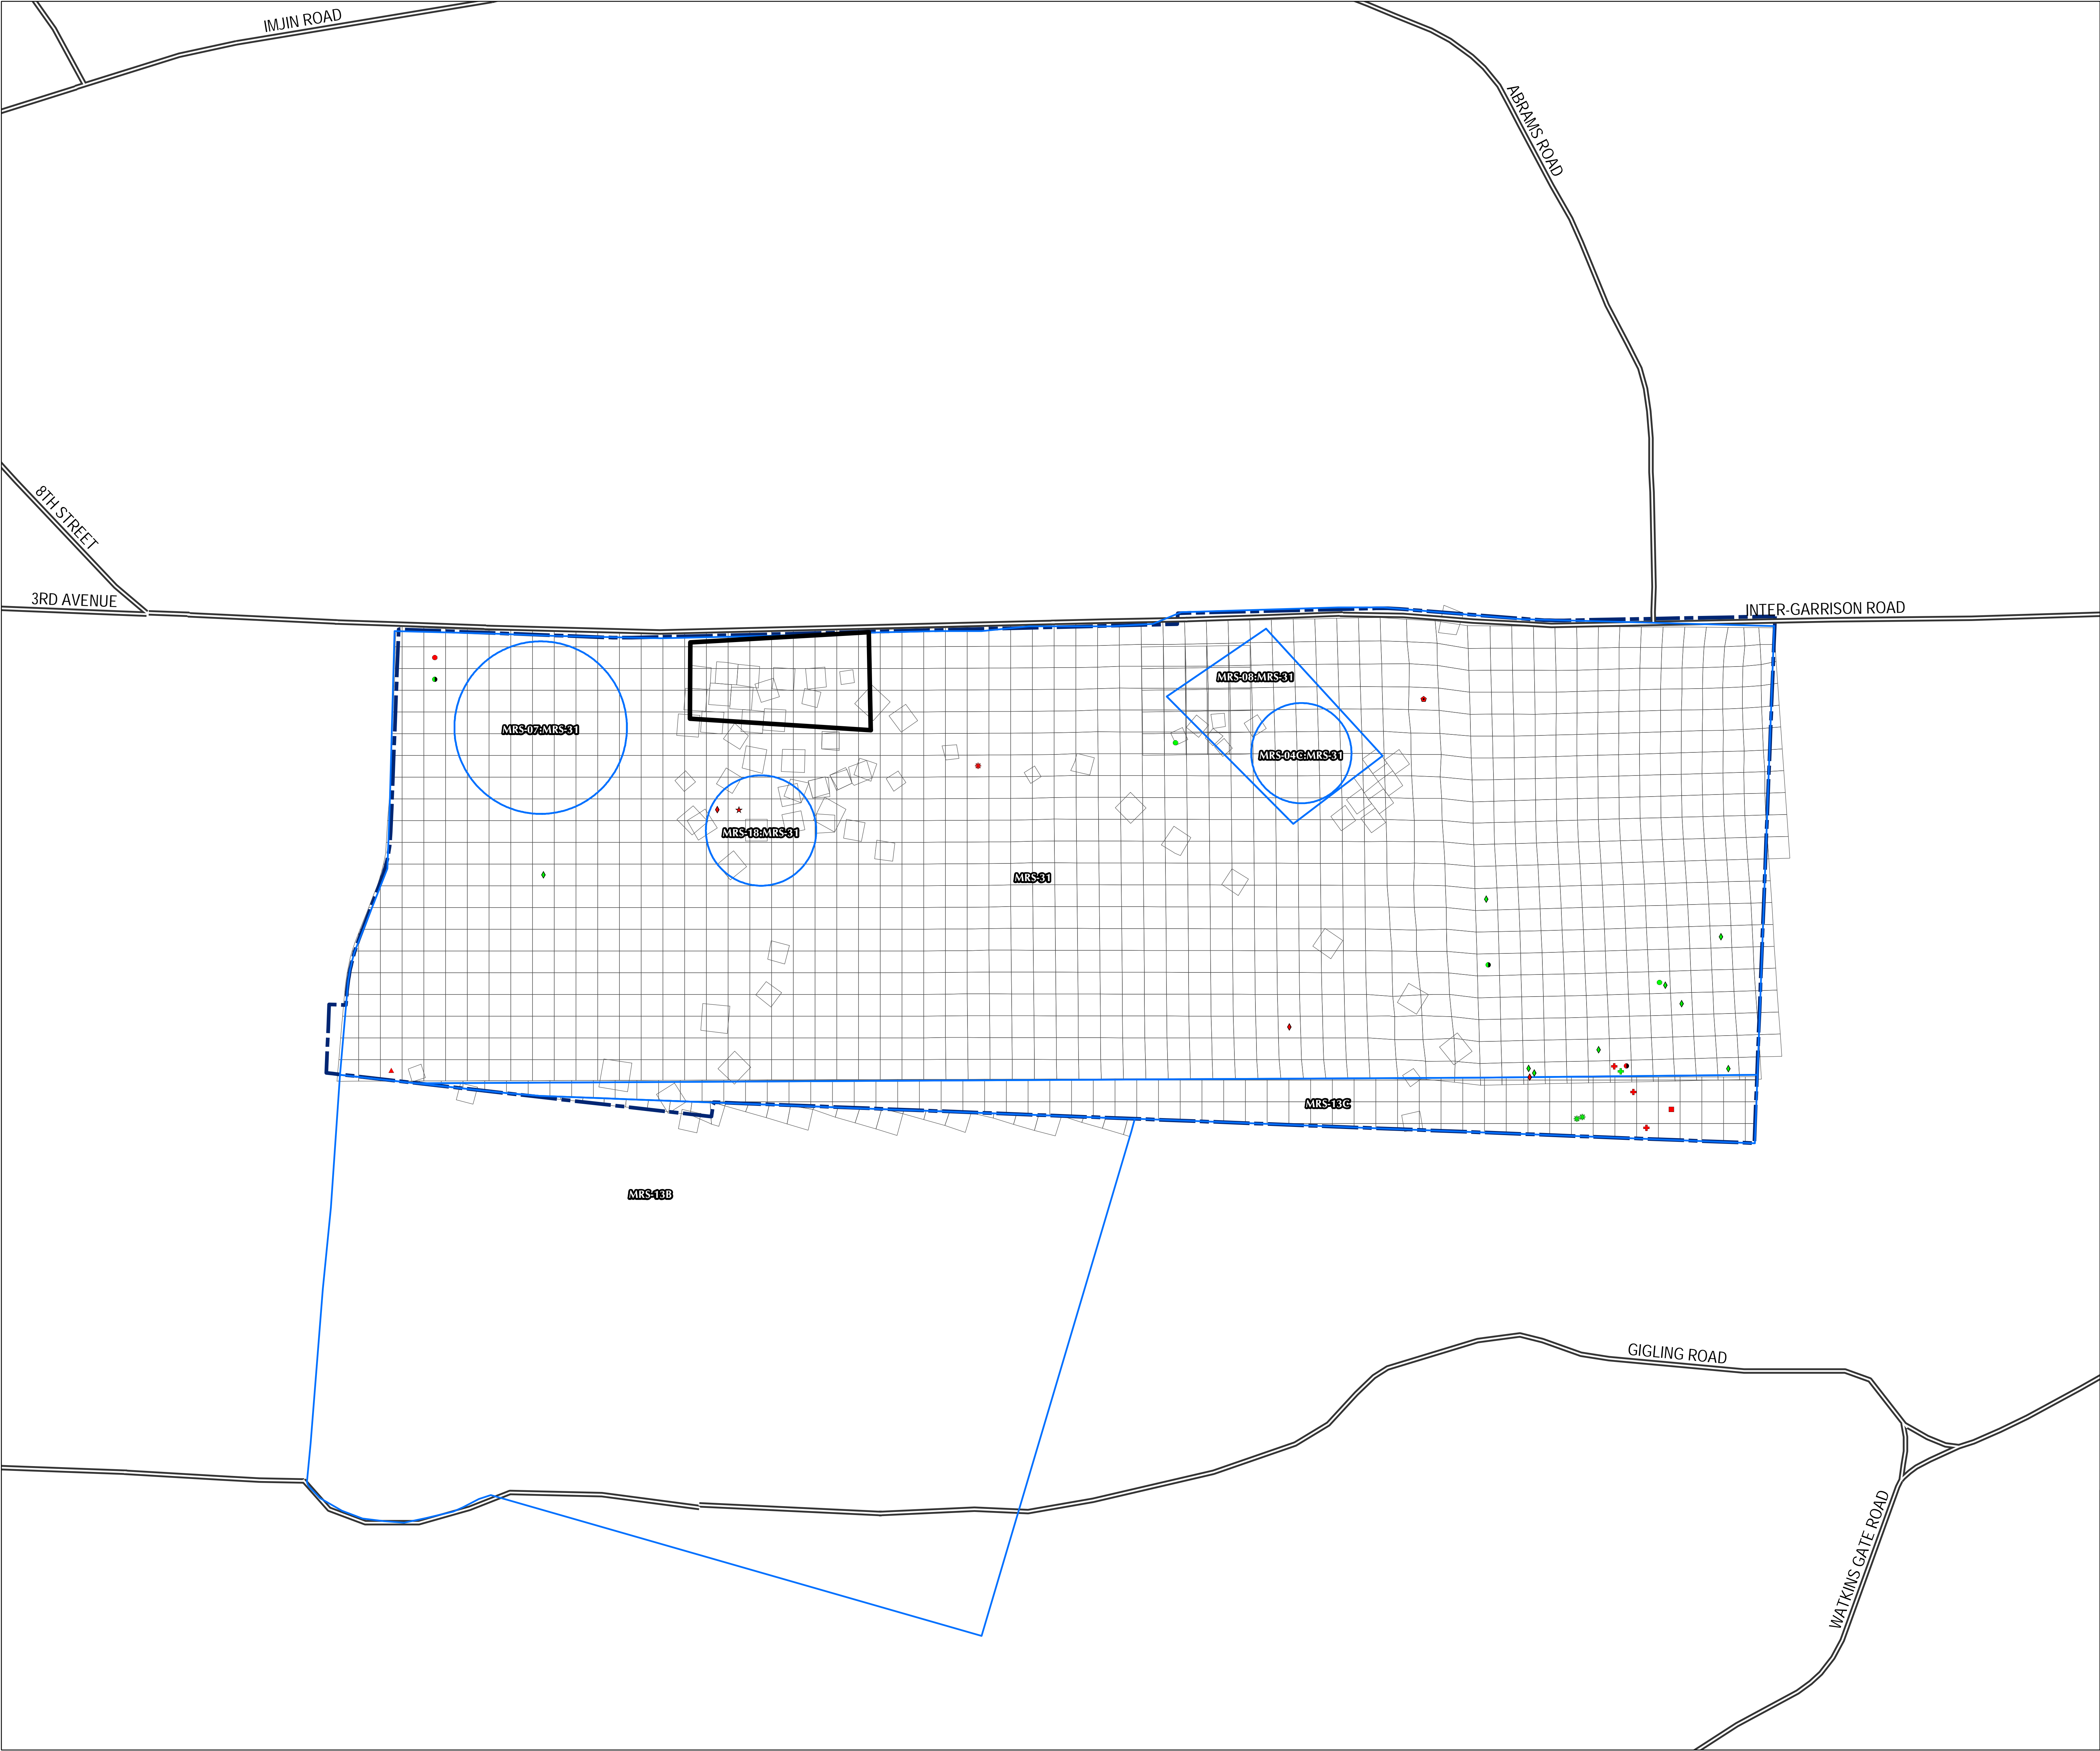 IMJIN ROAD
ABRAMS ROAD
8TH STREET
3RD AVENUE
INTER-GARRISON ROAD
MRS-08:MRS-31
MRS-07:MRS-31
MRS-04C:MRS-31
MRS-18:MRS-31
MRS-31
MRS-13C
MRS-13B
GIGLING ROAD
WATKINS GATE ROAD